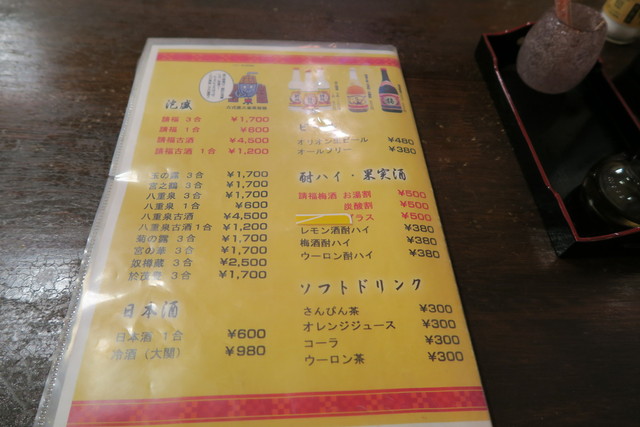 泡盛
請福 3合 ¥1,700
請福 1合 ¥600
請福古酒 ¥4,500
請福古酒 1合 ¥1,200
玉の露 3合 ¥1,700
宮之鶴 3合 ¥1,700
八重泉 3合 ¥1,700
八重泉 1合 ¥600
八重泉古酒 ¥4,500
八重泉古酒 1合 ¥1,200
菊の露 3合 ¥1,700
宮の華 3合 ¥1,700
奴樽蔵 3合 ¥2,500
於茂登 3合 ¥1,700
日本酒
日本酒 1合 ¥600
冷酒(大関) ¥980
オリオン生ビール ¥480
オールフリー ¥380
酎ハイ・果実酒
請福梅酒 お湯割 ¥500
炭酸割 ¥500
グラス ¥500
レモン酒酎ハイ ¥380
梅酒酎ハイ ¥380
ウーロン酎ハイ ¥380
ソフトドリンク
さんぴん茶 ¥300
オレンジジュース ¥300
コーラ ¥300
ウーロン茶 ¥300